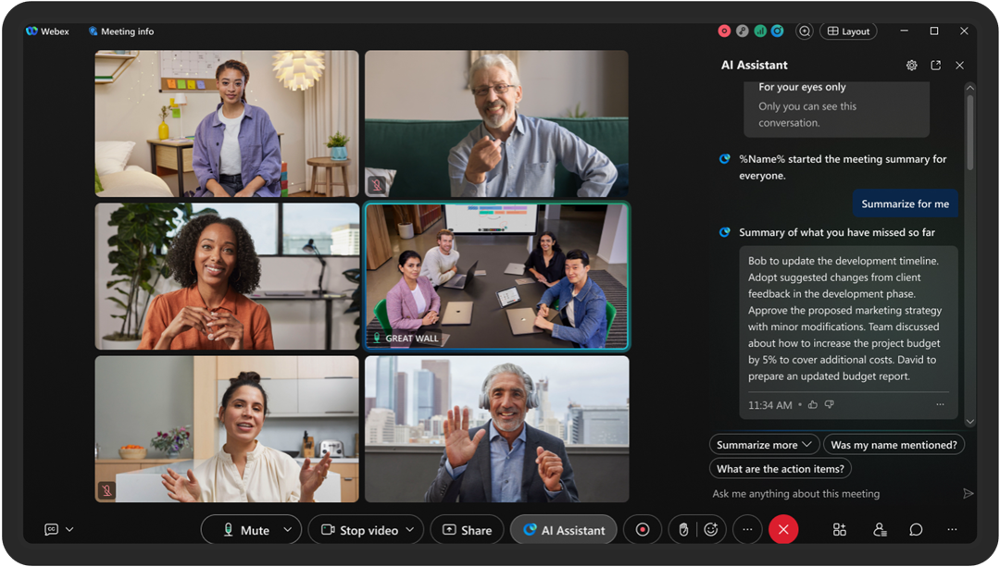 Webex
Meeting info
Layout
GREAT WALL
AI Assistant
For your eyes only
Only you can see this
conversation.
%Name% started the meeting summary for
everyone.
Summarize for me
Summary of what you have missed so far
Bob to update the development timeline.
Adopt suggested changes from client
feedback in the development phase.
Approve the proposed marketing strategy
with minor modifications. Team discussed
about how to increase the project budget
by 5% to cover additional costs. David to
prepare an updated budget report.
11:34 AM
Summarize more
Was my name mentioned?
What are the action items?
Ask me anything about this meeting
CC
Mute
Stop video
Share
AI Assistant